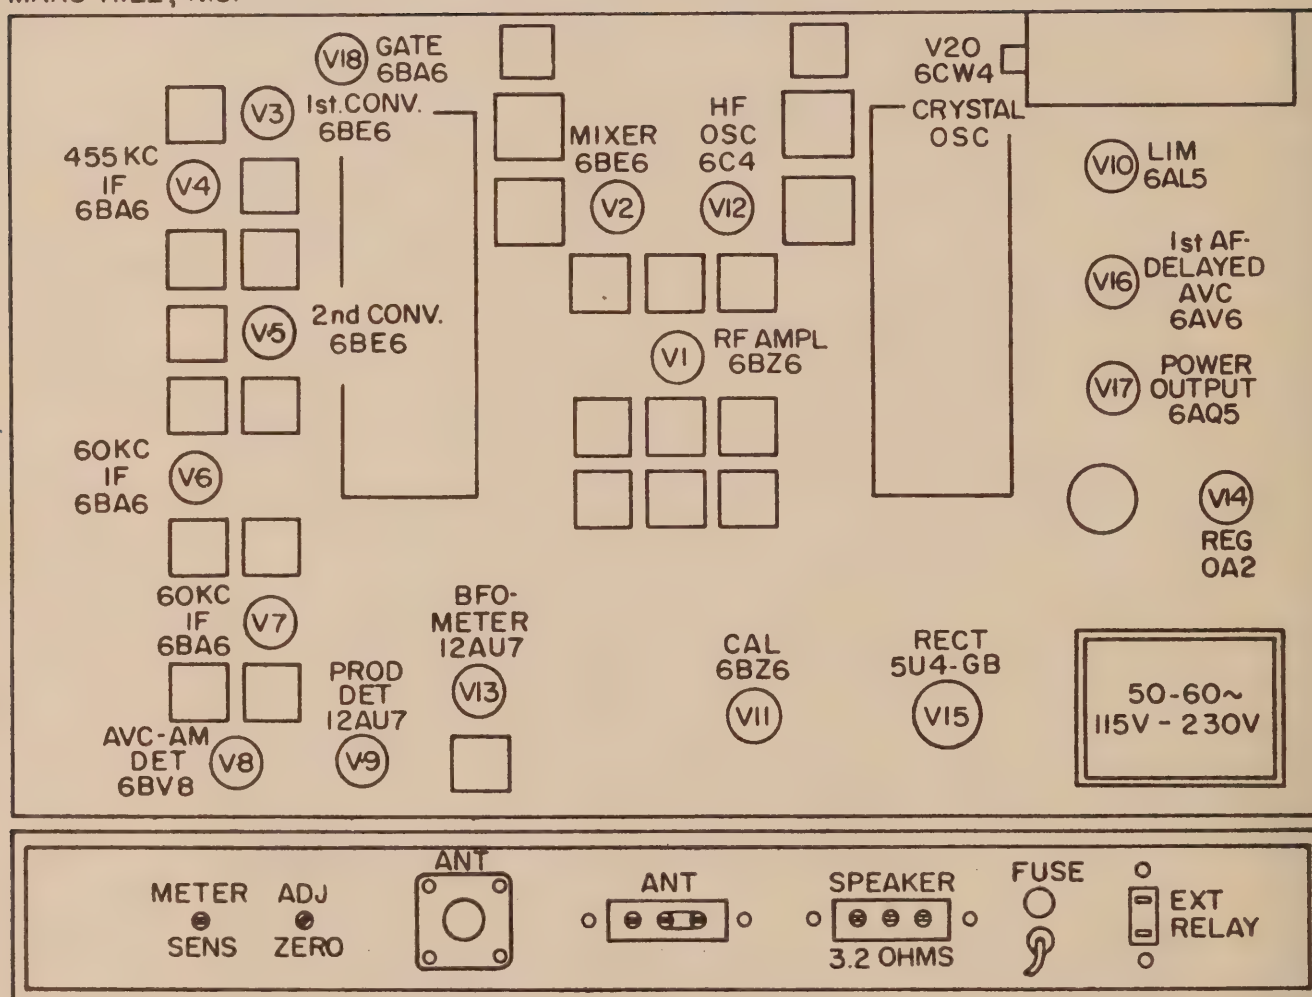 V18 GATE
6BA6
V3 1st.CONV.
6BE6
455 KC
IF
6BA6
V4
V5 2nd CONV.
6BE6
60KC
IF
6BA6
V6
60KC
IF
6BA6
V7
AVC-AM
DET
6BV8
V8
PROD
DET
12AU7
V9
BFO-
METER
12AU7
V13
MIXER
6BE6
V2
HF
OSC
6C4
V12
V1 RF AMPL
6BZ6
V20
6CW4
CRYSTAL
OSC
V10 LIM
6AL5
1st AF-
V16 DELAYED
AVC
6AV6
POWER
V17 OUTPUT
6AQ5
V14
REG
OA2
CAL
6BZ6
V11
RECT
5U4-GB
V15
50-60~
115V - 230V
METER ADJ
SENS ZERO
ANT
ANT
SPEAKER
3.2 OHMS
FUSE
EXT
RELAY